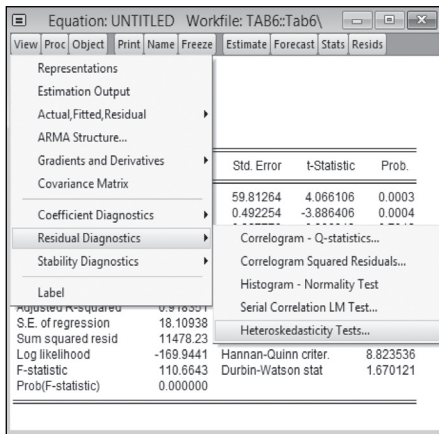 Equation: UNTITLED Workfile: TAB6::Tab6\
View Proc Object Print Name Freeze Estimate Forecast Stats Resids
Representations
Estimation Output
Actual,Fitted,Residual
ARMA Structure...
Gradients and Derivatives
Covariance Matrix
Coefficient Diagnostics
Residual Diagnostics
Stability Diagnostics
Label
Std. Error t-Statistic Prob.
59.81264 4.066106 0.0003
0.492254 -3.886406 0.0004
Correlogram - Q-statistics...
Correlogram Squared Residuals...
Histogram - Normality Test
Serial Correlation LM Test...
Heteroskedasticity Tests...
Adjusted R-squared 0.918351
S.E. of regression 18.10938
Sum squared resid 11478.23
Log likelihood -169.9441 Hannan-Quinn criter. 8.823536
F-statistic 110.6643 Durbin-Watson stat 1.670121
Prob(F-statistic) 0.000000